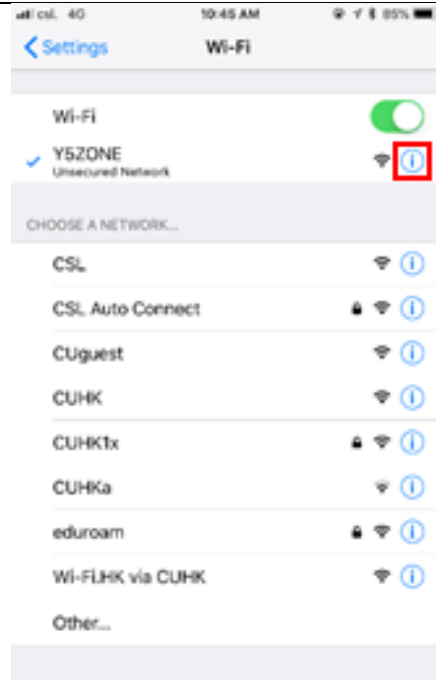 csl. 4G 10:45 AM 85%
Settings Wi-Fi
Wi-Fi
Y5ZONE
Unsecured Network
CHOOSE A NETWORK...
CSL
CSL Auto Connect
CUguest
CUHK
CUHK1x
CUHKa
eduroam
Wi-Fi.HK via CUHK
Other...